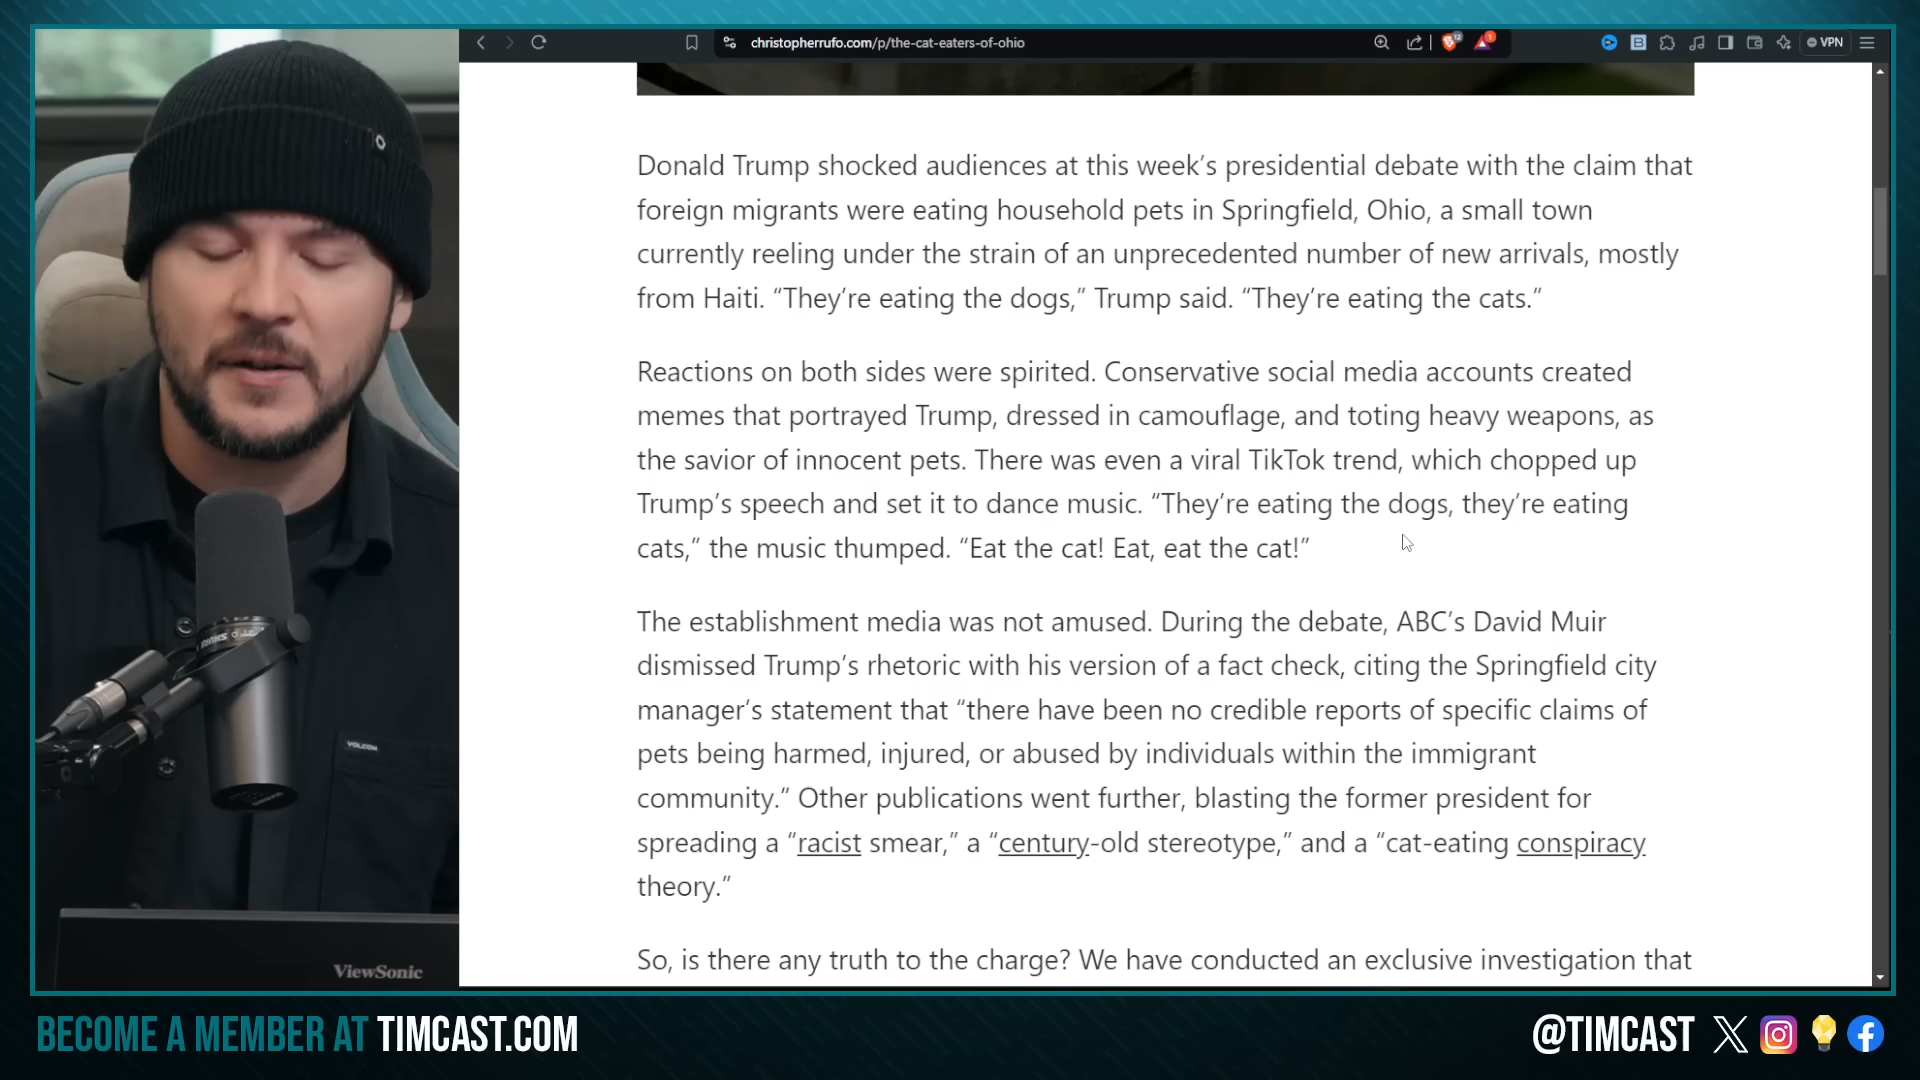 christopherrufo.com/p/the-cat-eaters-of-ohio
VPN
Donald Trump shocked audiences at this week’s presidential debate with the claim that
foreign migrants were eating household pets in Springfield, Ohio, a small town
currently reeling under the strain of an unprecedented number of new arrivals, mostly
from Haiti. “They’re eating the dogs,” Trump said. “They’re eating the cats.”
Reactions on both sides were spirited. Conservative social media accounts created
memes that portrayed Trump, dressed in camouflage, and toting heavy weapons, as
the savior of innocent pets. There was even a viral TikTok trend, which chopped up
Trump’s speech and set it to dance music. “They’re eating the dogs, they’re eating
cats,” the music thumped. “Eat the cat! Eat, eat the cat!”
The establishment media was not amused. During the debate, ABC’s David Muir
dismissed Trump’s rhetoric with his version of a fact check, citing the Springfield city
manager’s statement that “there have been no credible reports of specific claims of
pets being harmed, injured, or abused by individuals within the immigrant
community.” Other publications went further, blasting the former president for
spreading a “racist smear,” a “century-old stereotype,” and a “cat-eating conspiracy
theory.”
So, is there any truth to the charge? We have conducted an exclusive investigation that
VOLCOM
ViewSonic
BECOME A MEMBER AT TIMCAST.COM
@TIMCAST